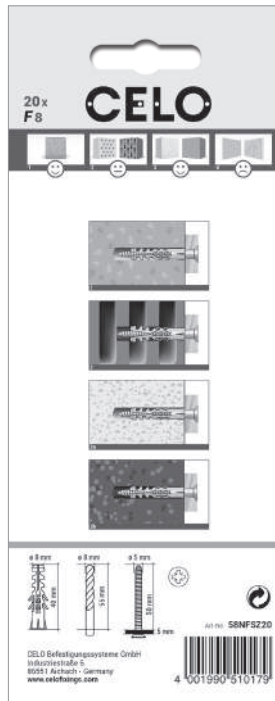 20x
F8
CELO
ø 8 mm
ø 8 mm
ø 5 mm
40 mm
55 mm
50 mm
5 mm
Art no. S8NFSZ20
CELO Befestigungssysteme GmbH
Industriestraße 6
86551 Aichach - Germany
www.celofixings.com
4 001990 510179